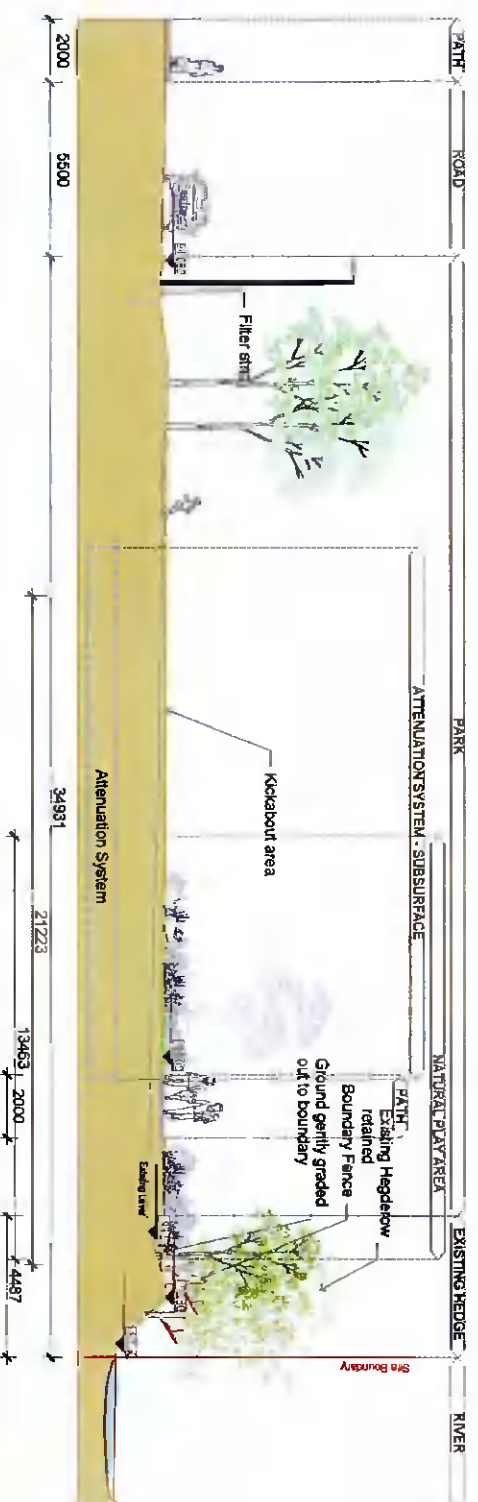 PATH
ROAD
PARK
ATTENUATION SYSTEM - SUBSURFACE
NATURAL PLAY AREA
PATH
EXISTING HEDGE
RIVER
Filter
Kickabout area
Existing Hegderow
retained
Boundary Fence
Ground gently graded
out to boundary
Site Boundary
Existing Level
Attenuation System
2000
5500
34931
21223
13463
2000
4487